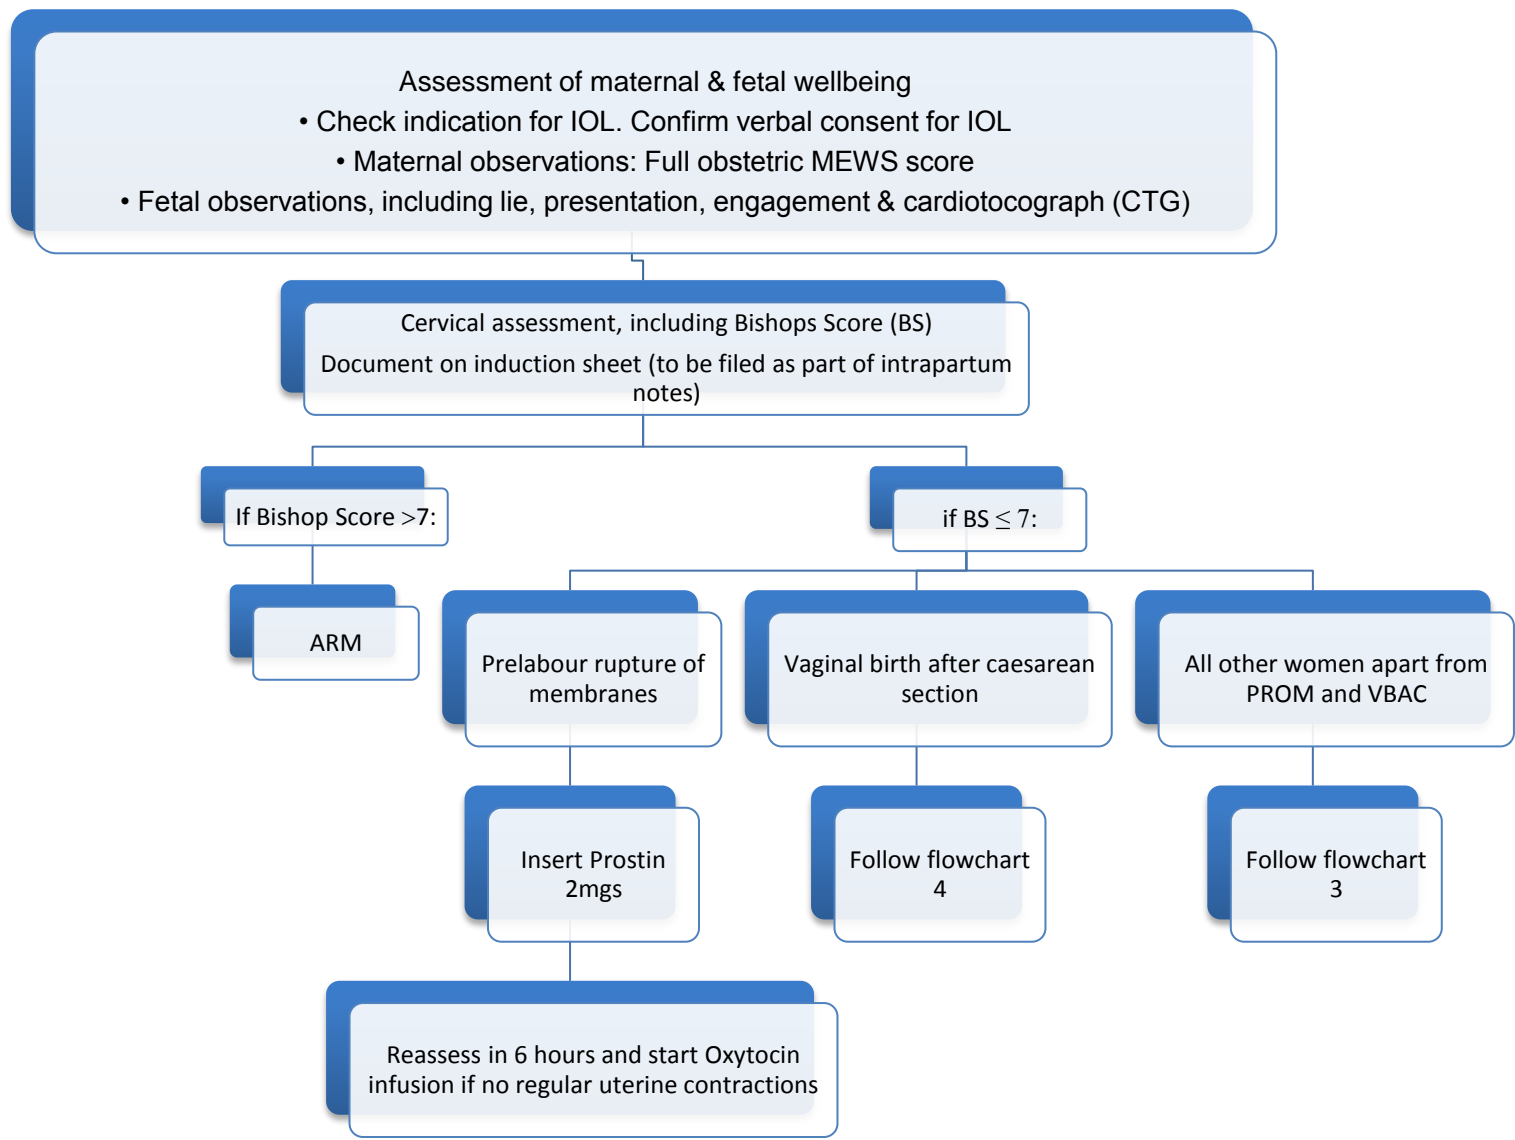 Assessment of maternal & fetal wellbeing
• Check indication for IOL. Confirm verbal consent for IOL
• Maternal observations: Full obstetric MEWS score
• Fetal observations, including lie, presentation, engagement & cardiotocograph (CTG)
Cervical assessment, including Bishops Score (BS)
Document on induction sheet (to be filed as part of intrapartum
notes)
If Bishop Score >7:
if BS ≤ 7:
ARM
Prelabour rupture of
membranes
Vaginal birth after caesarean
section
All other women apart from
PROM and VBAC
Insert Prostin
2mgs
Follow flowchart
4
Follow flowchart
3
Reassess in 6 hours and start Oxytocin
infusion if no regular uterine contractions